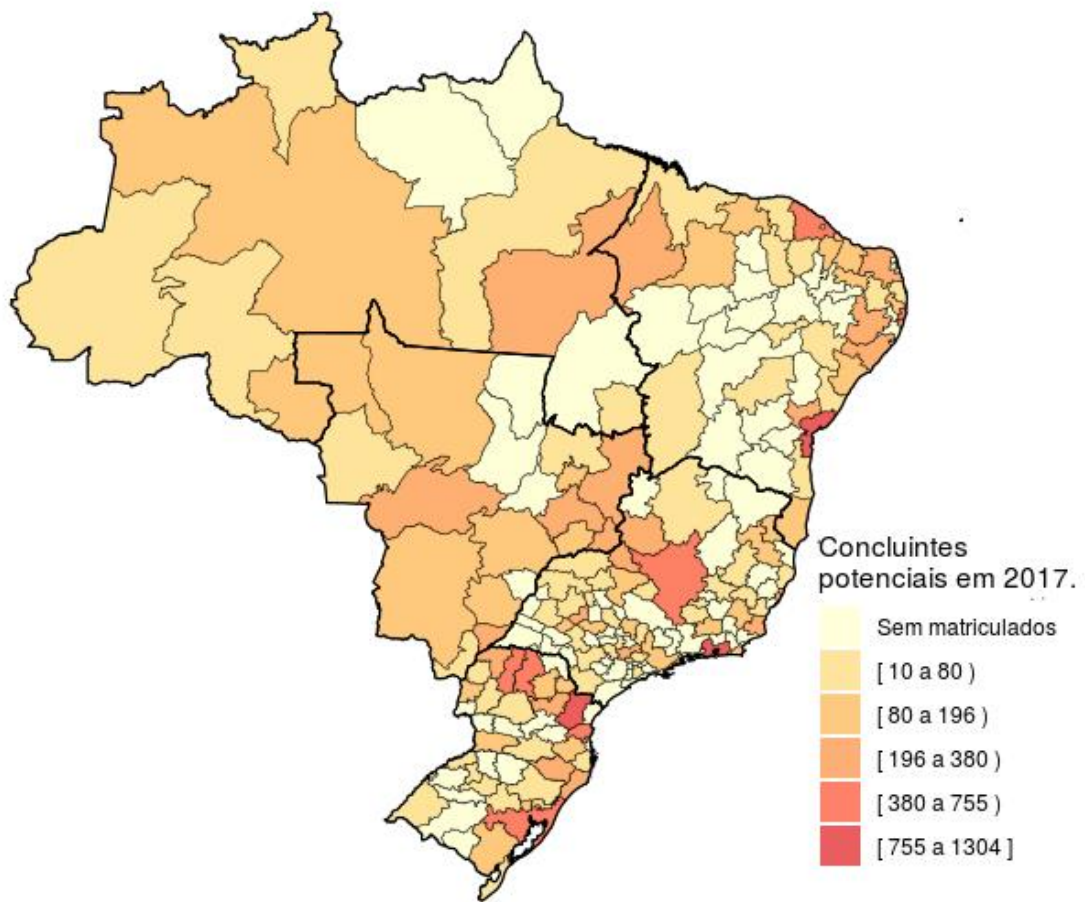 Concluintes
potenciais em 2017.
Sem matriculados
[ 10 a 80 )
[ 80 a 196 )
[ 196 a 380 )
[ 380 a 755 )
[ 755 a 1304 ]